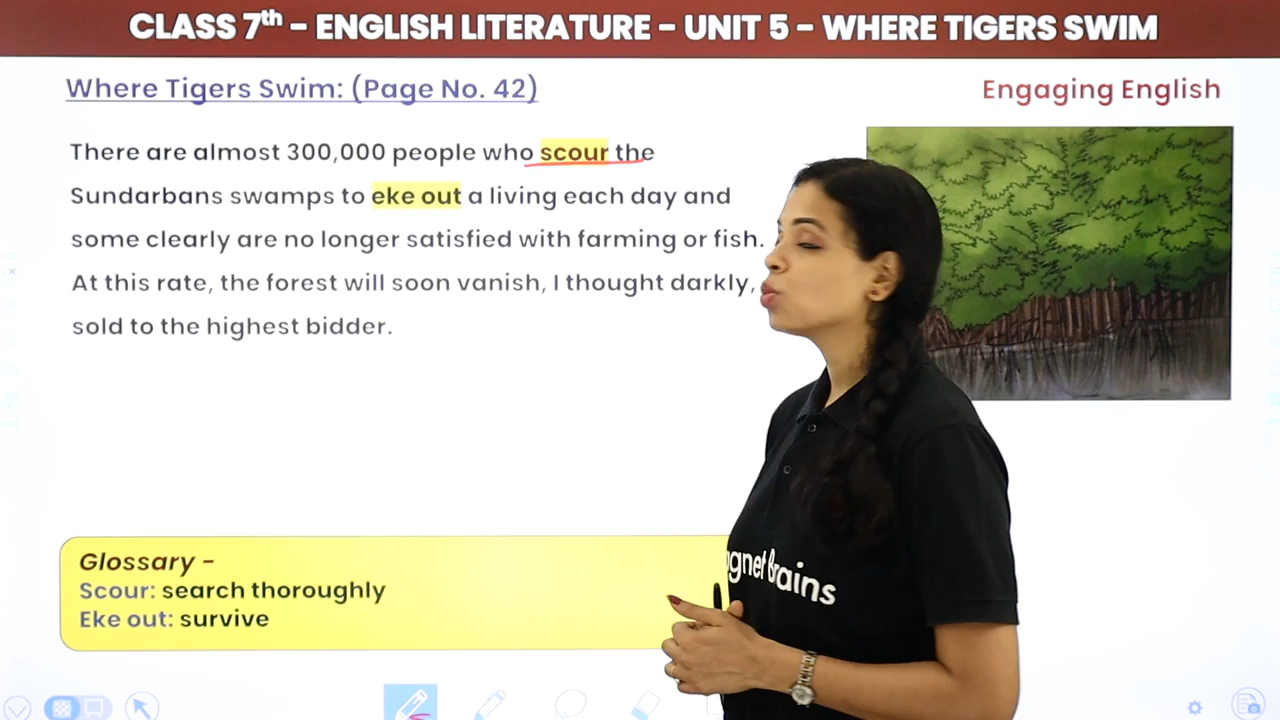 CLASS 7th - ENGLISH LITERATURE - UNIT 5 - WHERE TIGERS SWIM
Where Tigers Swim: (Page No. 42)
Engaging English
There are almost 300,000 people who scour the
Sundarbans swamps to eke out a living each day and
some clearly are no longer satisfied with farming or fish.
At this rate, the forest will soon vanish, I thought darkly,
sold to the highest bidder.
Glossary -
Scour: search thoroughly
Eke out: survive
Brains